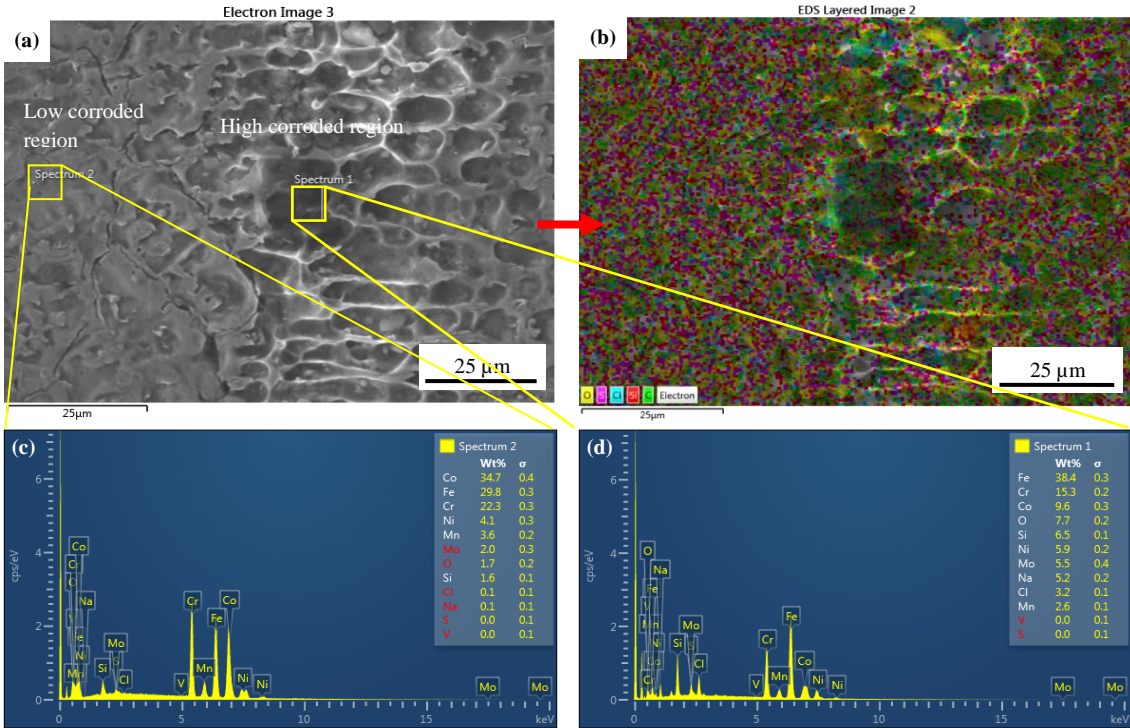 Electron Image 3
(a)
Low corroded
region
High corroded region
Spectrum 2
Spectrum 1
25 µm
25µm
EDS Layered Image 2
(b)
25 µm
O S Cl Si C Electron
25µm
(c)
Spectrum 2
Wt% σ
Co 34.7 0.4
Fe 29.8 0.3
Cr 22.3 0.3
Ni 4.1 0.3
Mn 3.6 0.2
Mo 2.0 0.3
O 1.7 0.2
Si 1.6 0.1
Cl 0.1 0.1
Na 0.1 0.1
S 0.0 0.1
V 0.0 0.1
cps/eV
6
4
2
0
Co
Na
Fe
Ni
Mn
Si
Mo
S
Cl
V
Cr
Mn
Fe
Co
Ni
Ni
Mo
Mo
0 5 10 15 keV
(d)
Spectrum 1
Wt% σ
Fe 38.4 0.3
Cr 15.3 0.2
Co 9.6 0.3
O 7.7 0.2
Si 6.5 0.1
Ni 5.9 0.2
Mo 5.5 0.4
Na 5.2 0.2
Cl 3.2 0.1
Mn 2.6 0.1
V 0.0 0.1
S 0.0 0.1
cps/eV
6
4
2
0
O
Na
Fe
V
Mn
Ni
Co
Cr
Si
Mo
S
Cl
V
Cr
Mn
Fe
Co
Ni
Ni
Mo
Mo
0 5 10 15 keV